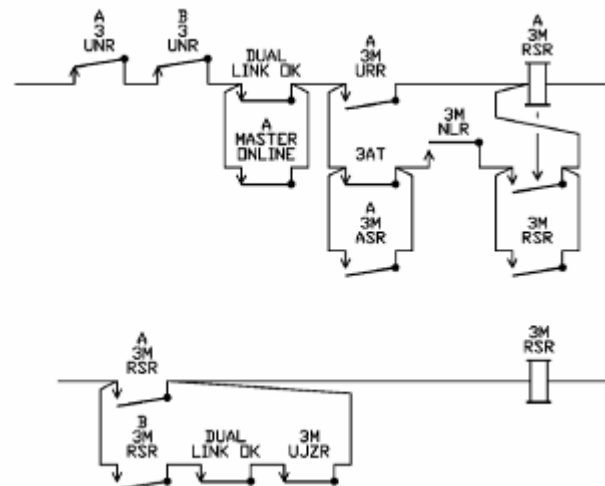 A
3
UNR
B
3
UNR
DUAL
LINK OK
A
3M
URR
A
3M
RSR
A
MASTER
ONLINE
3AT
3M
NLR
A
3M
ASR
3M
RSR
A
3M
RSR
3M
RSR
B
3M
RSR
DUAL
LINK OK
3M
UJZR